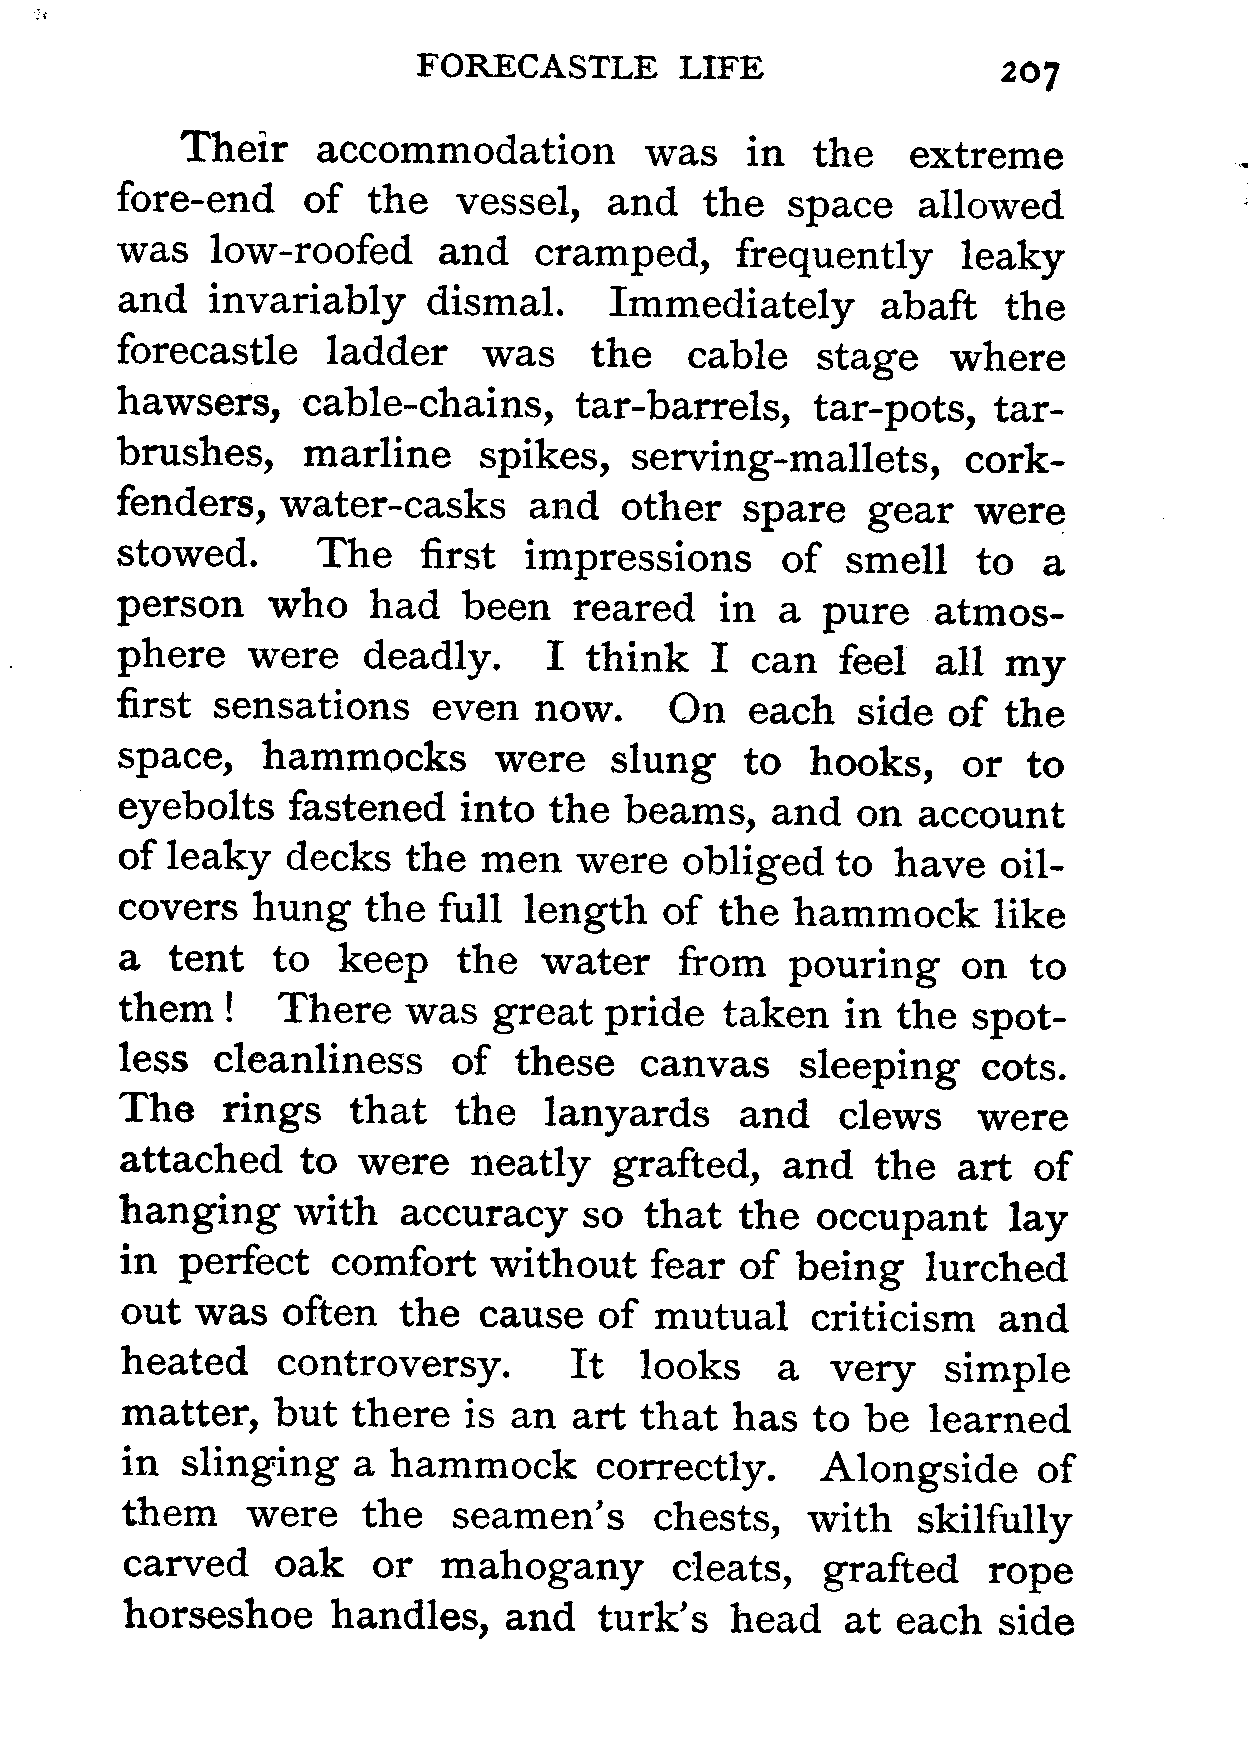 FORECASTLE LIFE 207
Their accommodation was in the extreme
fore-end of the vessel, and the space allowed
was low-roofed and cramped, frequently leaky
and invariably dismal. Immediately abaft the
forecastle ladder was the cable stage where
hawsers, cable-chains, tar-barrels, tar-pots, tar-
brushes, marline spikes, serving-mallets, cork-
fenders, water-casks and other spare gear were
stowed. The first impressions of smell to a
person who had been reared in a pure atmos-
phere were deadly. I think I can feel all my
first sensations even now. On each side of the
space, hammocks were slung to hooks, or to
eyebolts fastened into the beams, and on account
of leaky decks the men were obliged to have oil-
covers hung the full length of the hammock like
a tent to keep the water from pouring on to
them! There was great pride taken in the spot-
less cleanliness of these canvas sleeping cots.
The rings that the lanyards and clews were
attached to were neatly grafted, and the art of
hanging with accuracy so that the occupant lay
in perfect comfort without fear of being lurched
out was often the cause of mutual criticism and
heated controversy. It looks a very simple
matter, but there is an art that has to be learned
in slinging a hammock correctly. Alongside of
them were the seamen's chests, with skilfully
carved oak or mahogany cleats, grafted rope
horseshoe handles, and turk's head at each side